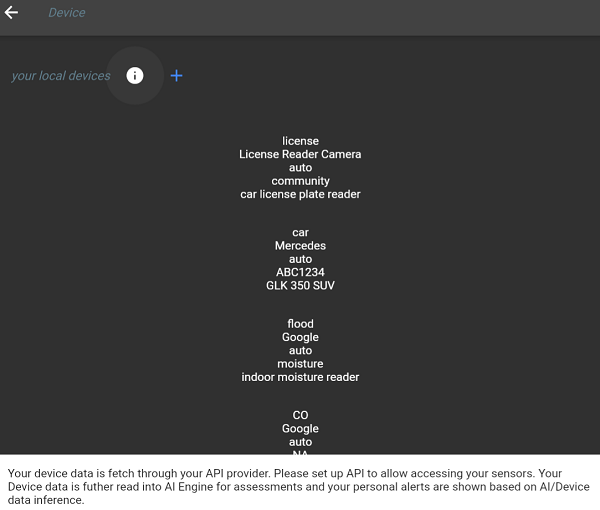 Device
your local devices
license
License Reader Camera
auto
community
car license plate reader
car
Mercedes
auto
ABC1234
GLK 350 SUV
flood
Google
auto
moisture
indoor moisture reader
CO
Google
auto
NA
Your device data is fetch through your API provider. Please set up API to allow accessing your sensors. Your
Device data is futher read into AI Engine for assessments and your personal alerts are shown based on AI/Device
data inference.